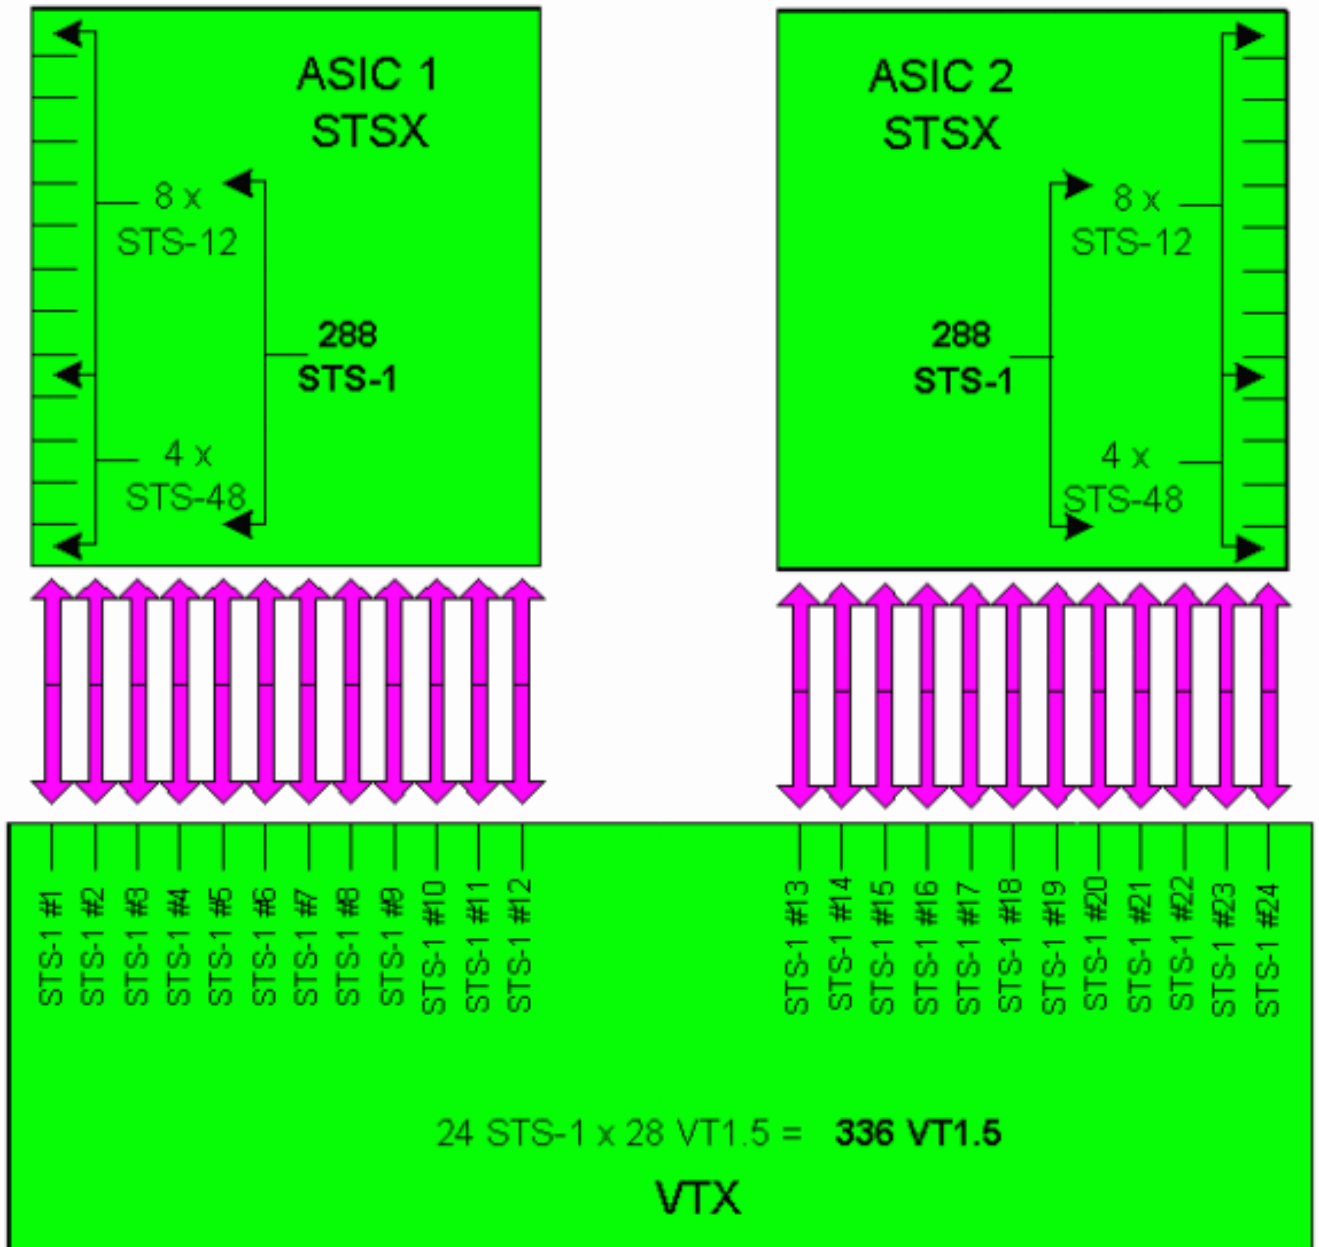 ASIC 1
STSX
8 x
STS-12
288
STS-1
4 x
STS-48
ASIC 2
STSX
8 x
STS-12
288
STS-1
4 x
STS-48
STS-1 #1
STS-1 #2
STS-1 #3
STS-1 #4
STS-1 #5
STS-1 #6
STS-1 #7
STS-1 #8
STS-1 #9
STS-1 #10
STS-1 #11
STS-1 #12
STS-1 #13
STS-1 #14
STS-1 #15
STS-1 #16
STS-1 #17
STS-1 #18
STS-1 #19
STS-1 #20
STS-1 #21
STS-1 #22
STS-1 #23
STS-1 #24
24 STS-1 x 28 VT1.5 = 336 VT1.5
VTX